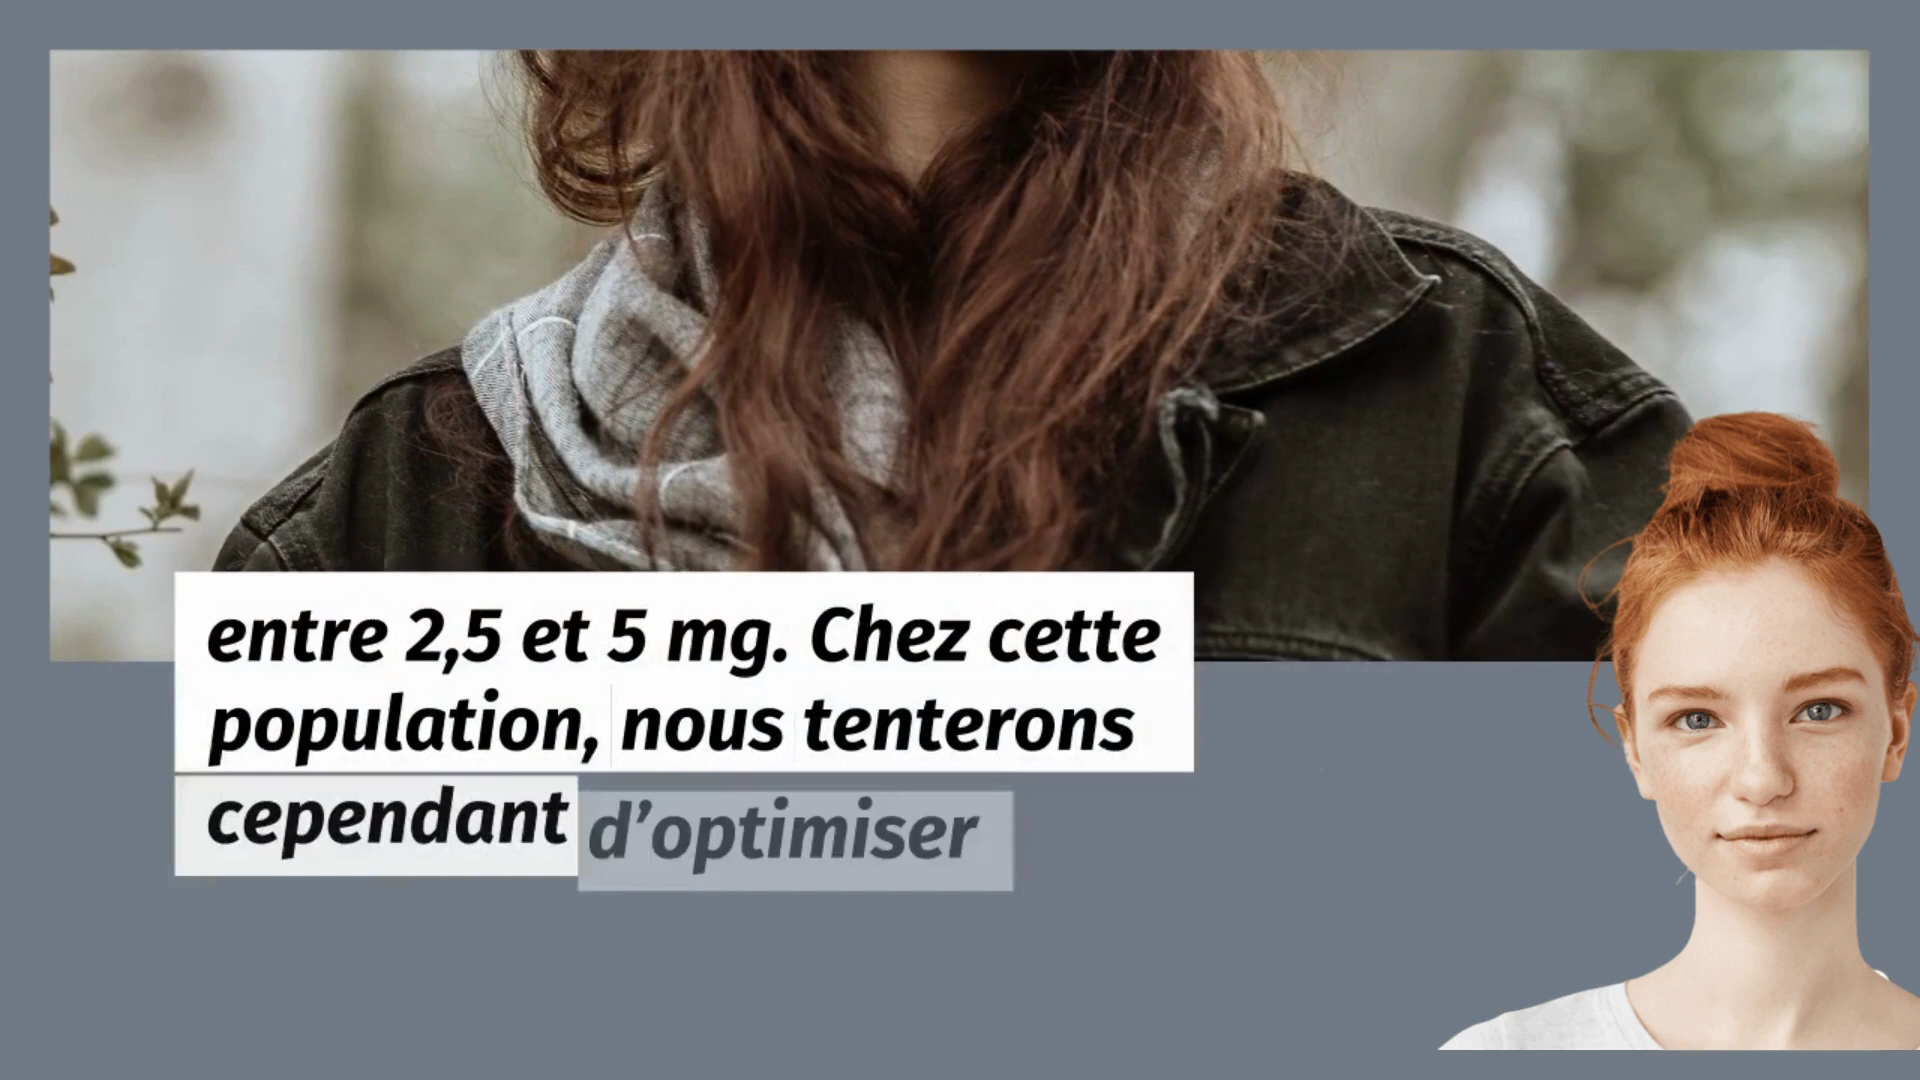 entre 2,5 et 5 mg. Chez cette
population, nous tenterons
cependant d’optimiser